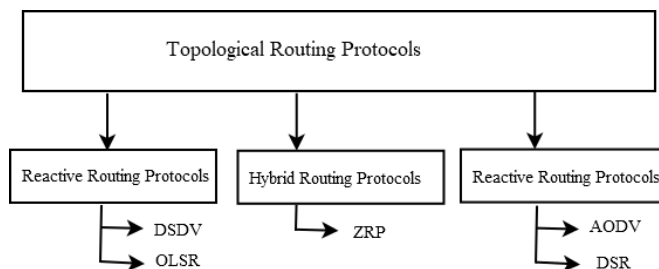 Topological Routing Protocols
Reactive Routing Protocols
Hybrid Routing Protocols
Reactive Routing Protocols
DSDV
OLSR
ZRP
AODV
DSR